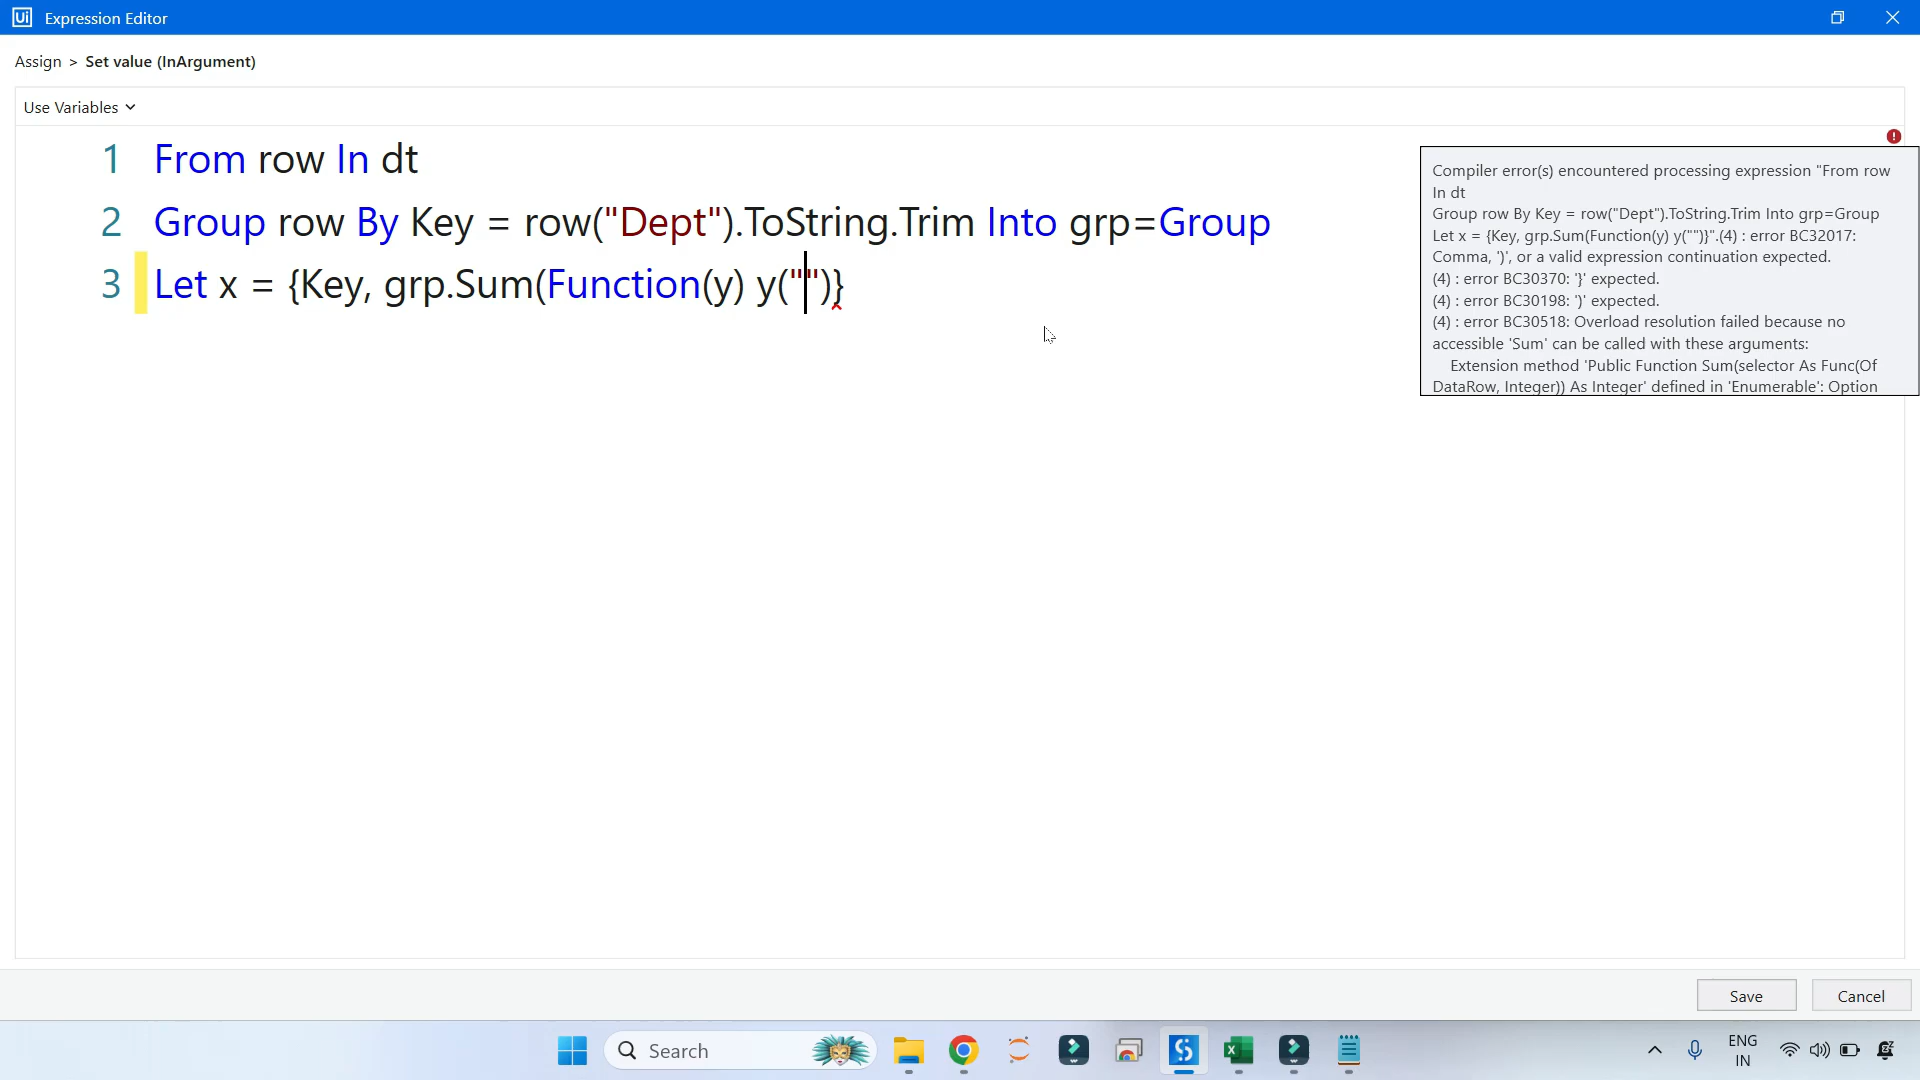 Ui Expression Editor
Assign > Set value (InArgument)
Use Variables
1 From row In dt
2 Group row By Key = row("Dept").ToString.Trim Into grp=Group
3 Let x = {Key, grp.Sum(Function(y) y("")}
Compiler error(s) encountered processing expression "From row
In dt
Group row By Key = row("Dept").ToString.Trim Into grp=Group
Let x = {Key, grp.Sum(Function(y) y("")}".(4) : error BC32017:
Comma, ')', or a valid expression continuation expected.
(4) : error BC30370: '}' expected.
(4) : error BC30198: ')' expected.
(4) : error BC30518: Overload resolution failed because no
accessible 'Sum' can be called with these arguments:
Extension method 'Public Function Sum(selector As Func(Of
DataRow, Integer)) As Integer' defined in 'Enumerable': Option
Save Cancel
Search
ENG
IN